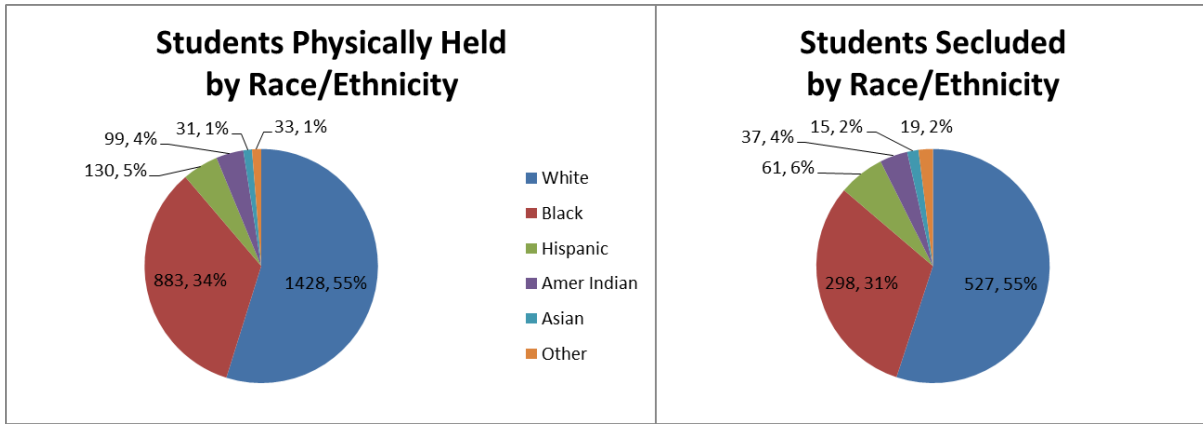 Students Physically Held
by Race/Ethnicity
99, 4%
31, 1%
33, 1%
130, 5%
883, 34%
1428, 55%
White
Black
Hispanic
Amer Indian
Asian
Other
Students Secluded
by Race/Ethnicity
37, 4%
15, 2%
19, 2%
61, 6%
298, 31%
527, 55%